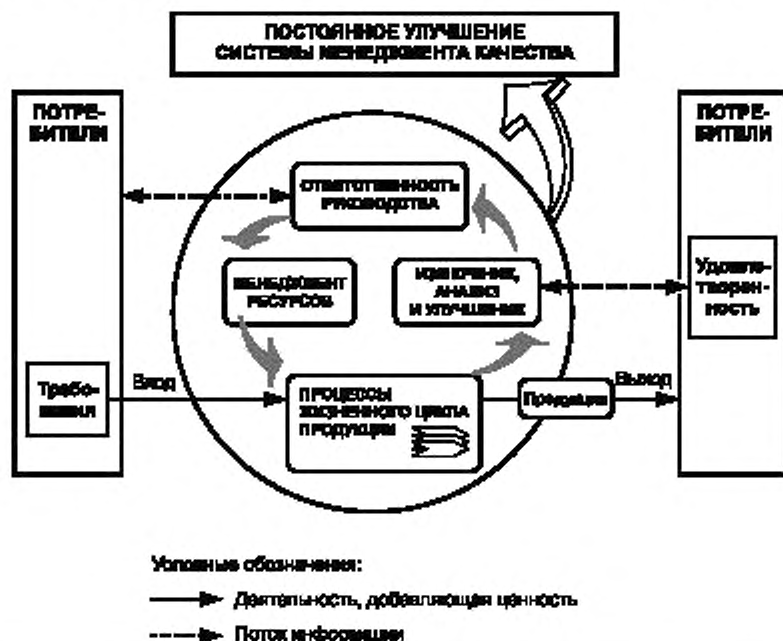 ПОСТОЯННОЕ УЛУЧШЕНИЕ
СИСТЕМЫ МЕНЕДЖМЕНТА КАЧЕСТВА
ПОТРЕ-
БИТЕЛИ
ПОТРЕ-
БИТЕЛИ
ОТВЕТСТВЕННОСТЬ
РУКОВОДСТВА
МЕНЕДЖМЕНТ
РЕСУРСОВ
ИЗМЕРЕНИЕ,
АНАЛИЗ
И УЛУЧШЕНИЕ
Удовле-
творен-
ность
Требо-
вания
Вход
ПРОЦЕССЫ
ЖИЗНЕННОГО ЦИКЛА
ПРОДУКЦИИ
Продукция
Выход
Условные обозначения:
Деятельность, добавляющая ценность
Поток информации